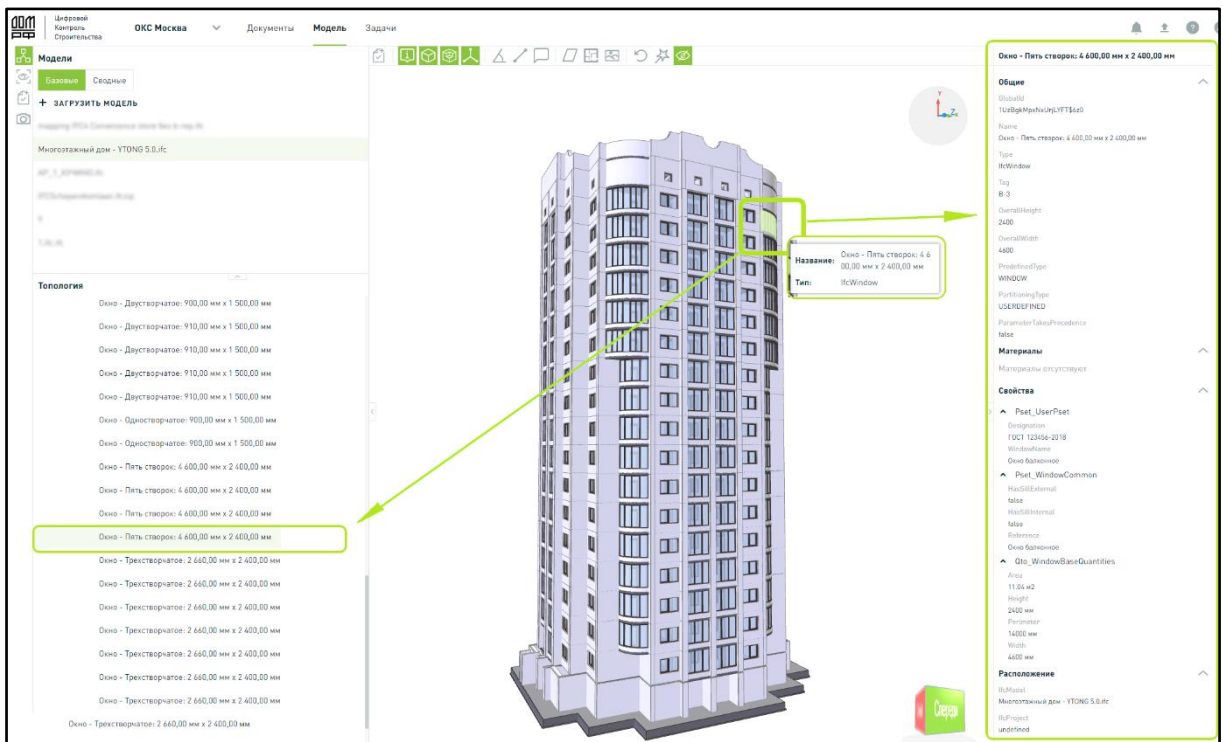 ДОМ
РФ
Цифровой
Контроль
Строительства
ОКС Москва
Документы
Модель
Задачи
Модели
Базовые
Сводные
+ ЗАГРУЗИТЬ МОДЕЛЬ
Многоэтажный дом - YTONG 5.0.ifc
Топология
Окно - Двустворчатое: 900,00 мм x 1 500,00 мм
Окно - Двустворчатое: 910,00 мм x 1 500,00 мм
Окно - Двустворчатое: 910,00 мм x 1 500,00 мм
Окно - Двустворчатое: 910,00 мм x 1 500,00 мм
Окно - Двустворчатое: 910,00 мм x 1 500,00 мм
Окно - Одностворчатое: 900,00 мм x 1 500,00 мм
Окно - Одностворчатое: 900,00 мм x 1 500,00 мм
Окно - Пять створок: 4 600,00 мм x 2 400,00 мм
Окно - Пять створок: 4 600,00 мм x 2 400,00 мм
Окно - Пять створок: 4 600,00 мм x 2 400,00 мм
Окно - Пять створок: 4 600,00 мм x 2 400,00 мм
Окно - Трехстворчатое: 2 660,00 мм x 2 400,00 мм
Окно - Трехстворчатое: 2 660,00 мм x 2 400,00 мм
Окно - Трехстворчатое: 2 660,00 мм x 2 400,00 мм
Окно - Трехстворчатое: 2 660,00 мм x 2 400,00 мм
Окно - Трехстворчатое: 2 660,00 мм x 2 400,00 мм
Окно - Трехстворчатое: 2 660,00 мм x 2 400,00 мм
Окно - Трехстворчатое: 2 660,00 мм x 2 400,00 мм
Окно - Трехстворчатое: 2 660,00 мм x 2 400,00 мм
Y
Z
Название: Окно - Пять створок: 4 6
00,00 мм x 2 400,00 мм
Тип: IfcWindow
Спереди
Окно - Пять створок: 4 600,00 мм x 2 400,00 мм
Общие
GlobalId
1UzBgkMpxNvUrjLYFT$6z0
Name
Окно - Пять створок: 4 600,00 мм x 2 400,00 мм
Type
IfcWindow
Tag
В-3
OverallHeight
2400
OverallWidth
4600
PredefinedType
WINDOW
PartitioningType
USERDEFINED
ParameterTakesPrecedence
false
Материалы
Материалы отсутствуют
Свойства
Pset_UserPset
Designation
ГОСТ 123456-2018
WindowName
Окно балконное
Pset_WindowCommon
HasSillExternal
false
HasSillInternal
false
Reference
Окно балконное
Qto_WindowBaseQuantities
Area
11.04 м2
Height
2400 мм
Perimeter
14000 мм
Width
4600 мм
Расположение
IfcModel
Многоэтажный дом - YTONG 5.0.ifc
IfcProject
undefined